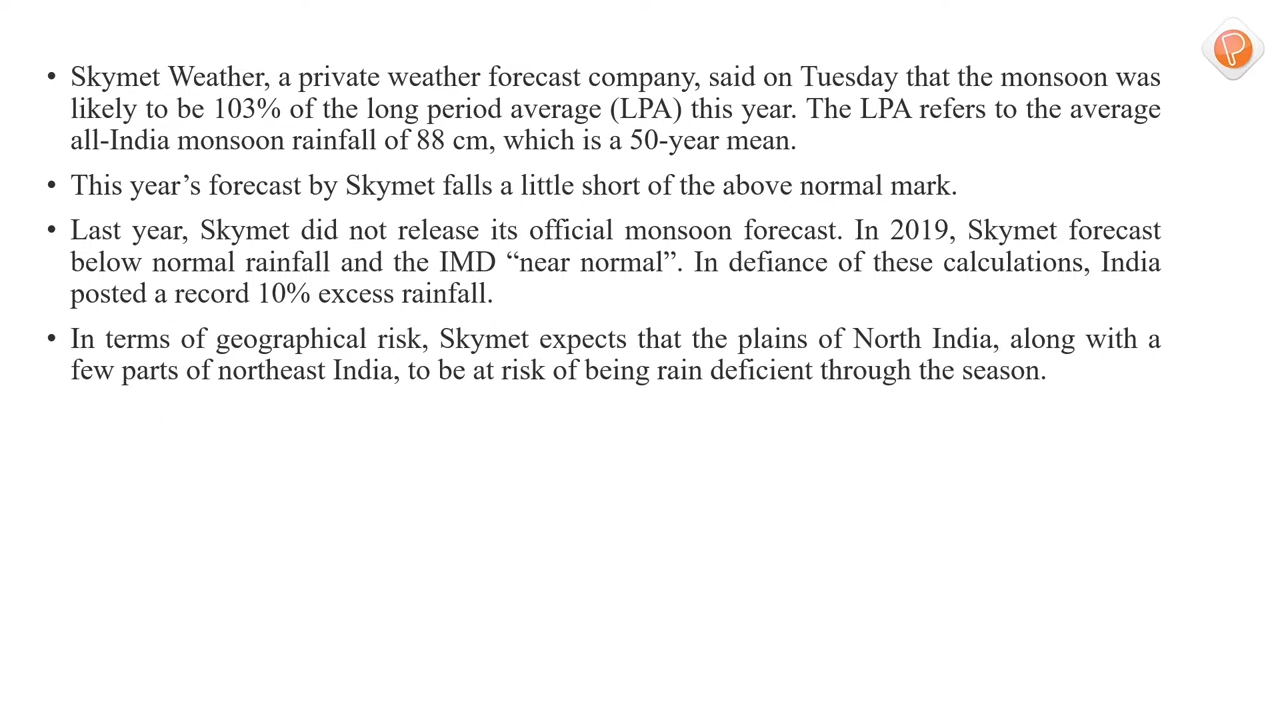 • Skymet Weather, a private weather forecast company, said on Tuesday that the monsoon was
likely to be 103% of the long period average (LPA) this year. The LPA refers to the average
all-India monsoon rainfall of 88 cm, which is a 50-year mean.
• This year’s forecast by Skymet falls a little short of the above normal mark.
• Last year, Skymet did not release its official monsoon forecast. In 2019, Skymet forecast
below normal rainfall and the IMD “near normal”. In defiance of these calculations, India
posted a record 10% excess rainfall.
• In terms of geographical risk, Skymet expects that the plains of North India, along with a
few parts of northeast India, to be at risk of being rain deficient through the season.